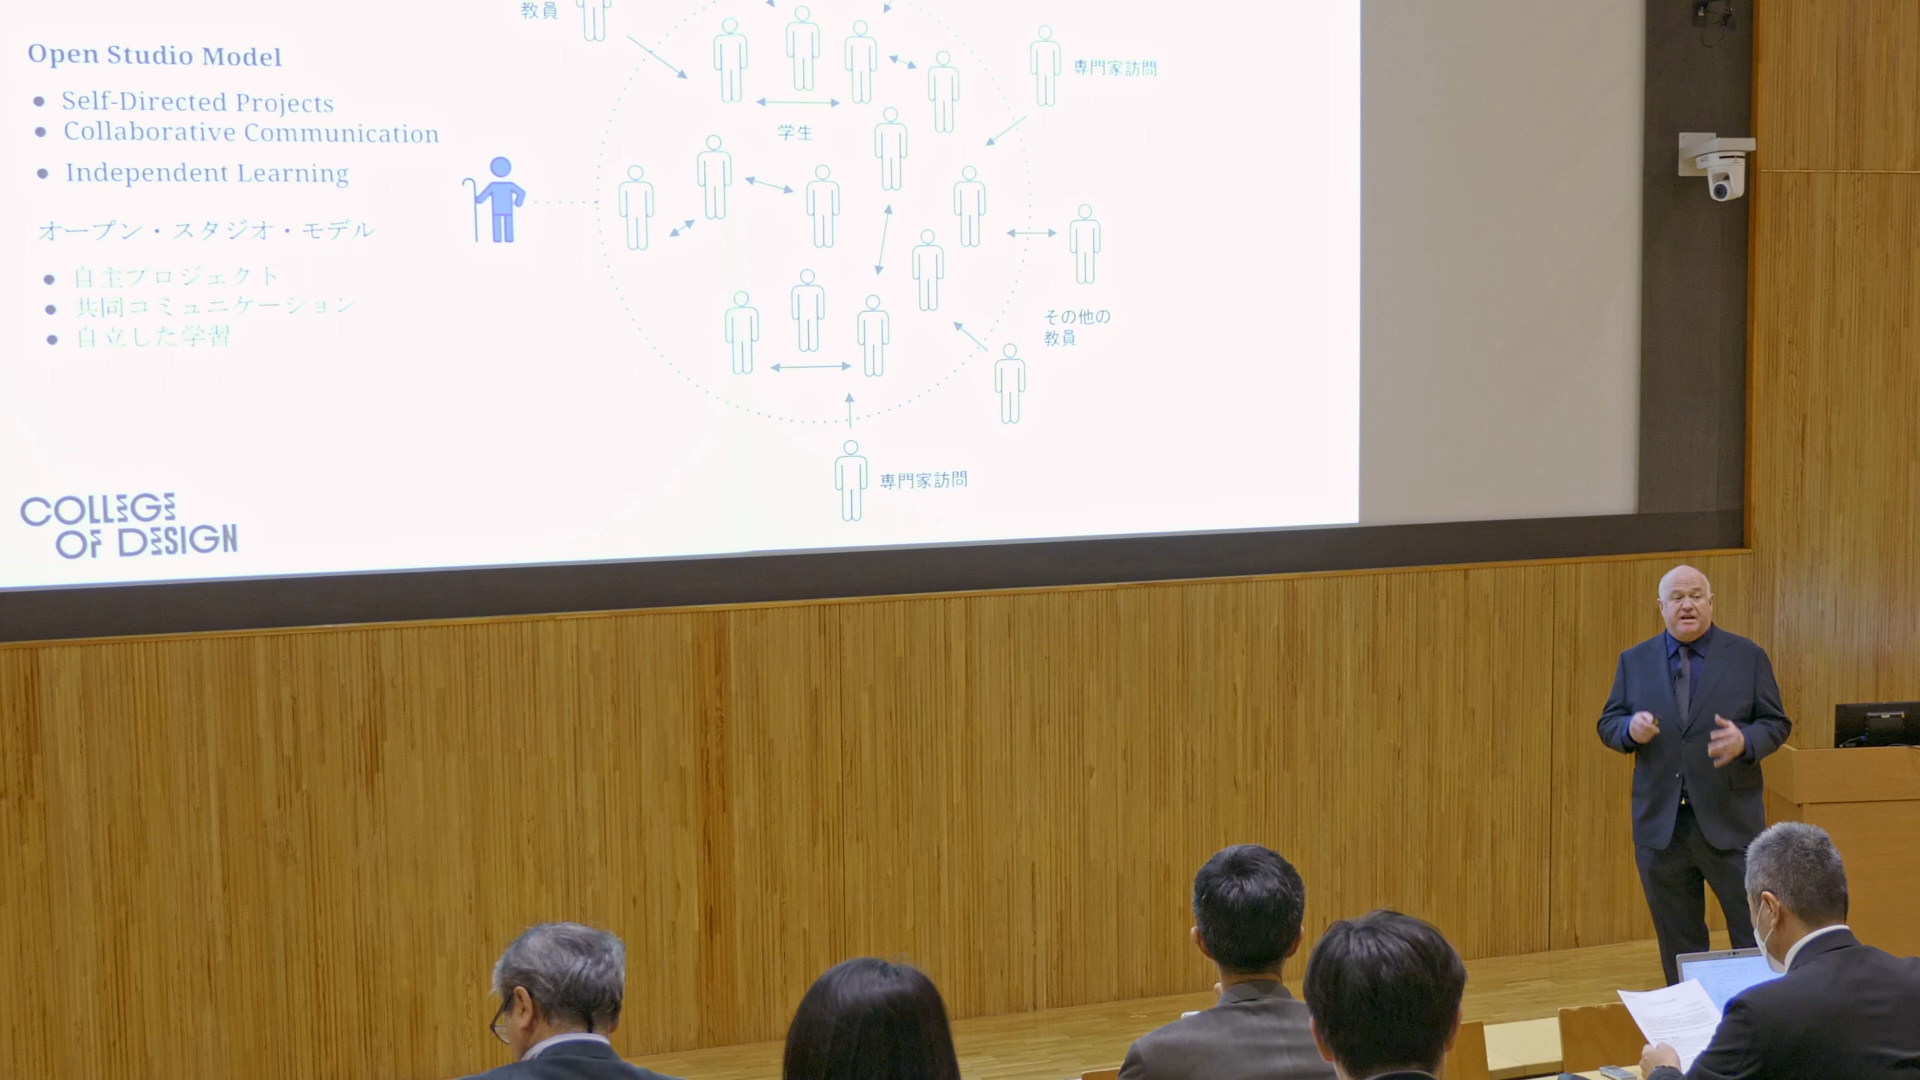 Open Studio Model
Self-Directed Projects
Collaborative Communication
Independent Learning
オープン・スタジオ・モデル
自主プロジェクト
共同コミュニケーション
自立した学習
教員
学生
専門家訪問
その他の
教員
専門家訪問
COLLEGE
OF DESIGN